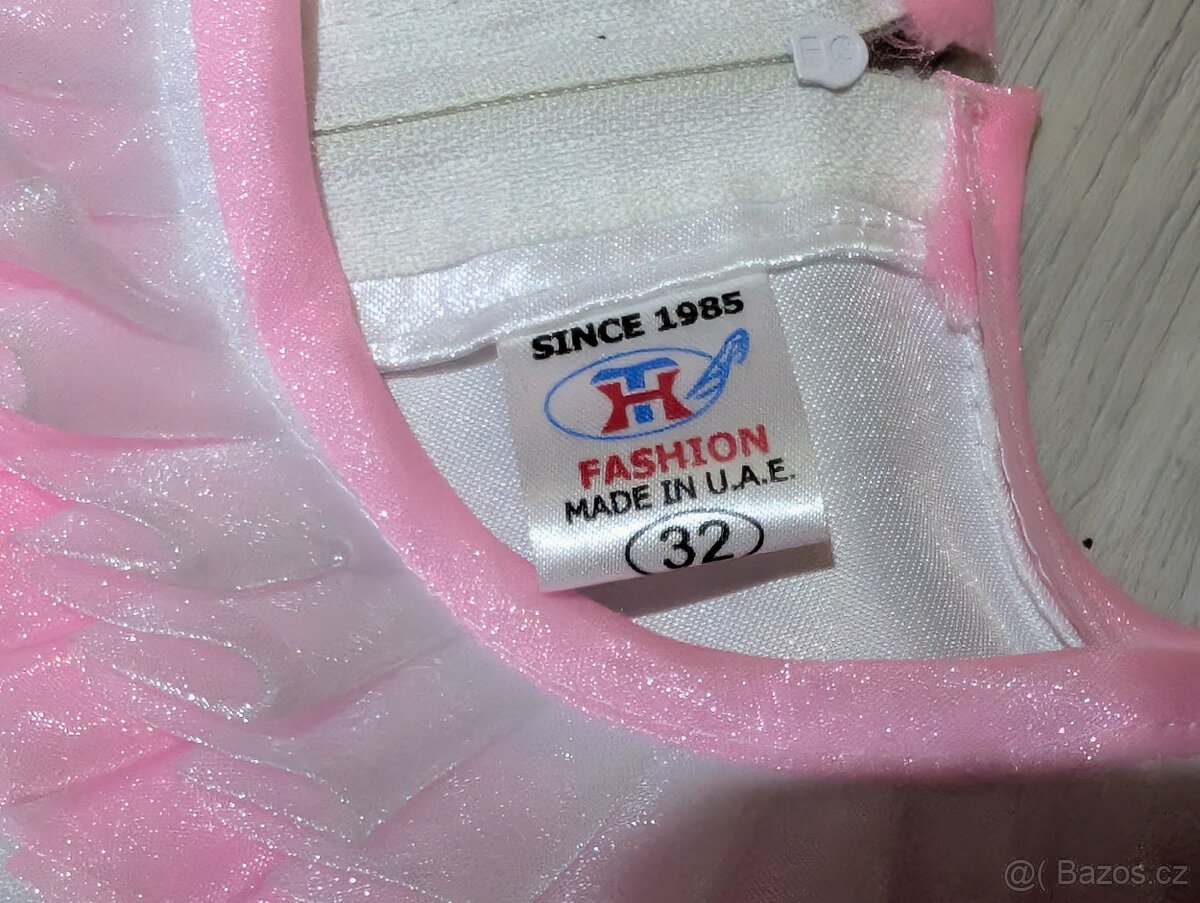 SINCE 1985
TH
FASHION
MADE IN U.A.E.
32
@( Bazos.cz